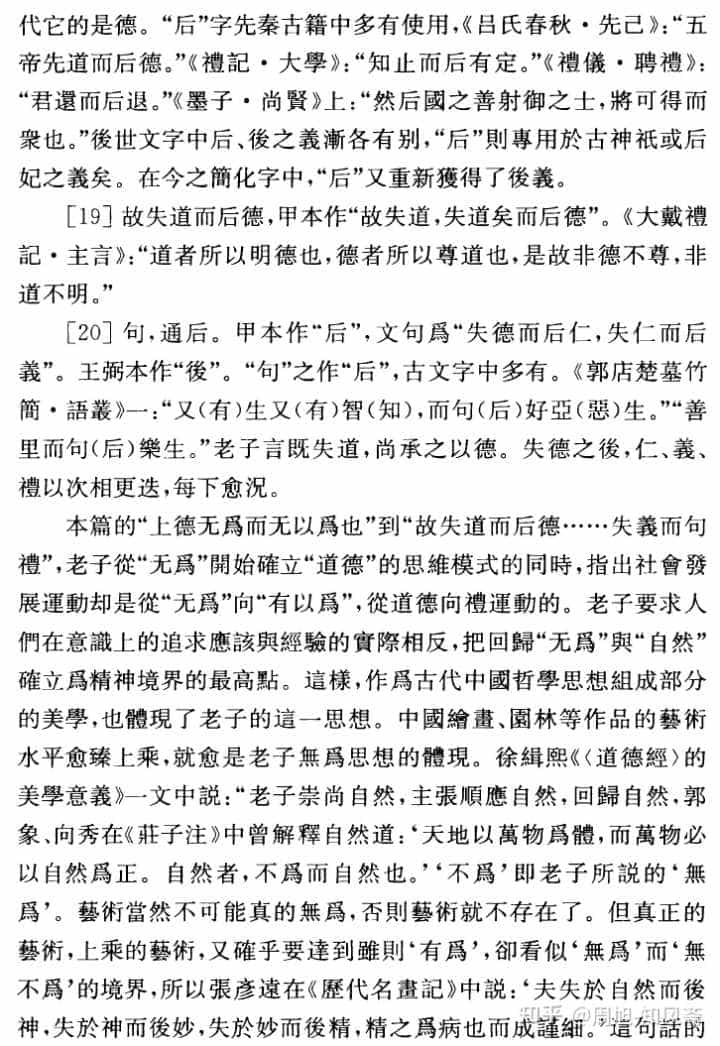 代它的是德。“后”字先秦古籍中多有使用,《吕氏春秋·先己》:“五
帝先道而后德。”《禮記·大學》:“知止而后有定。”《禮儀·聘禮》:
“君還而后退。”《墨子·尚賢》上:“然后國之善射御之士,將可得而
衆也。”後世文字中后、後之義漸各有别,“后”則專用於古神祇或后
妃之義矣。在今之簡化字中,“后”又重新獲得了後義。
[19] 故失道而后德,甲本作“故失道,失道矣而后德”。《大戴禮
記·主言》:“道者所以明德也,德者所以尊道也,是故非德不尊,非
道不明。”
[20] 句,通后。甲本作“后”,文句爲“失德而后仁,失仁而后
義”。王弼本作“後”。“句”之作“后”,古文字中多有。《郭店楚墓竹
簡·語叢》一:“又(有)生又(有)智(知),而句(后)好亞(惡)生。”“善
里而句(后)樂生。”老子言既失道,尚承之以德。失德之後,仁、義、
禮以次相更迭,每下愈況。
本篇的“上德无爲而无以爲也”到“故失道而后德……失義而句
禮”,老子從“无爲”開始確立“道德”的思維模式的同時,指出社會發
展運動却是從“无爲”向“有以爲”,從道德向禮運動的。老子要求人
們在意識上的追求應該與經驗的實際相反,把回歸“无爲”與“自然”
確立爲精神境界的最高點。這樣,作爲古代中國哲學思想組成部分
的美學,也體現了老子的這一思想。中國繪畫、園林等作品的藝術
水平愈臻上乘,就愈是老子無爲思想的體現。徐緝熙《〈道德經〉的
美學意義》一文中説:“老子崇尚自然,主張順應自然,回歸自然,郭
象、向秀在《莊子注》中曾解釋自然道:‘天地以萬物爲體,而萬物必
以自然爲正。自然者,不爲而自然也。’‘不爲’即老子所説的‘無
爲’。藝術當然不可能真的無爲,否則藝術就不存在了。但真正的
藝術,上乘的藝術,又確乎要達到雖則‘有爲’,卻看似‘無爲’而‘無
不爲’的境界,所以張彥遠在《歷代名畫記》中説:‘夫失於自然而後
神,失於神而後妙,失於妙而後精,精之爲病也而成謹細。’這句話的
知乎 @周旭 知风斋